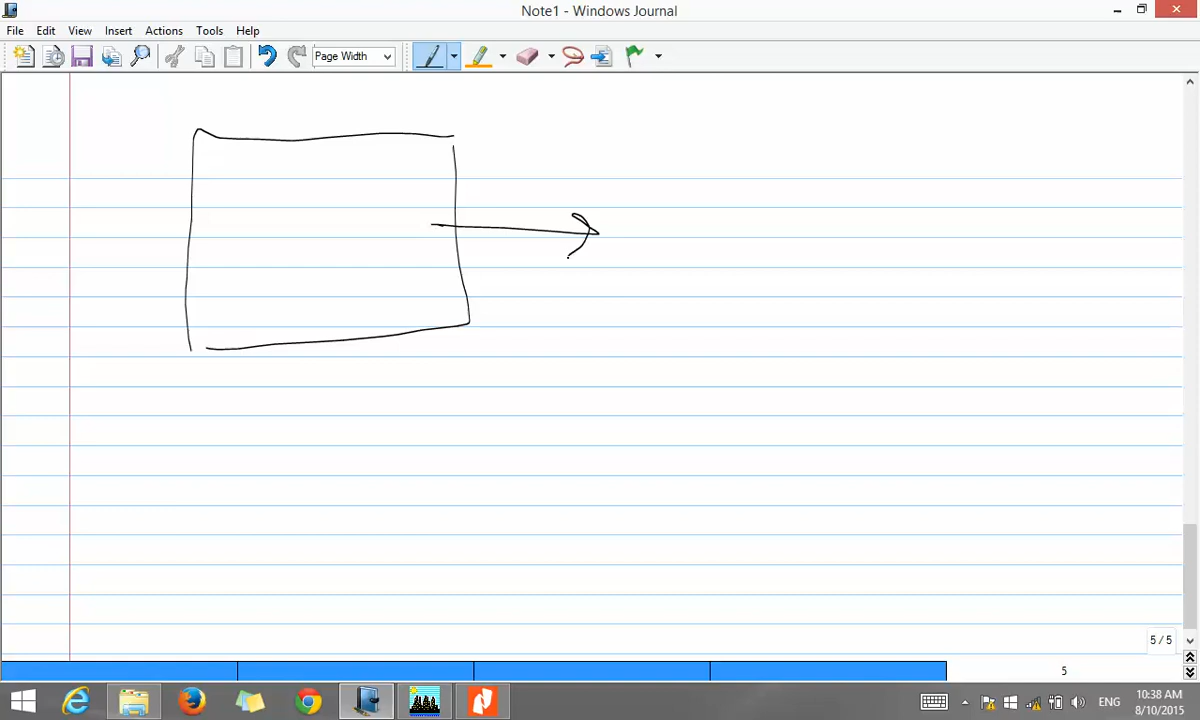 Note1 - Windows Journal
File Edit View Insert Actions Tools Help
Page Width
5 / 5
5
ENG
10:38 AM
8/10/2015